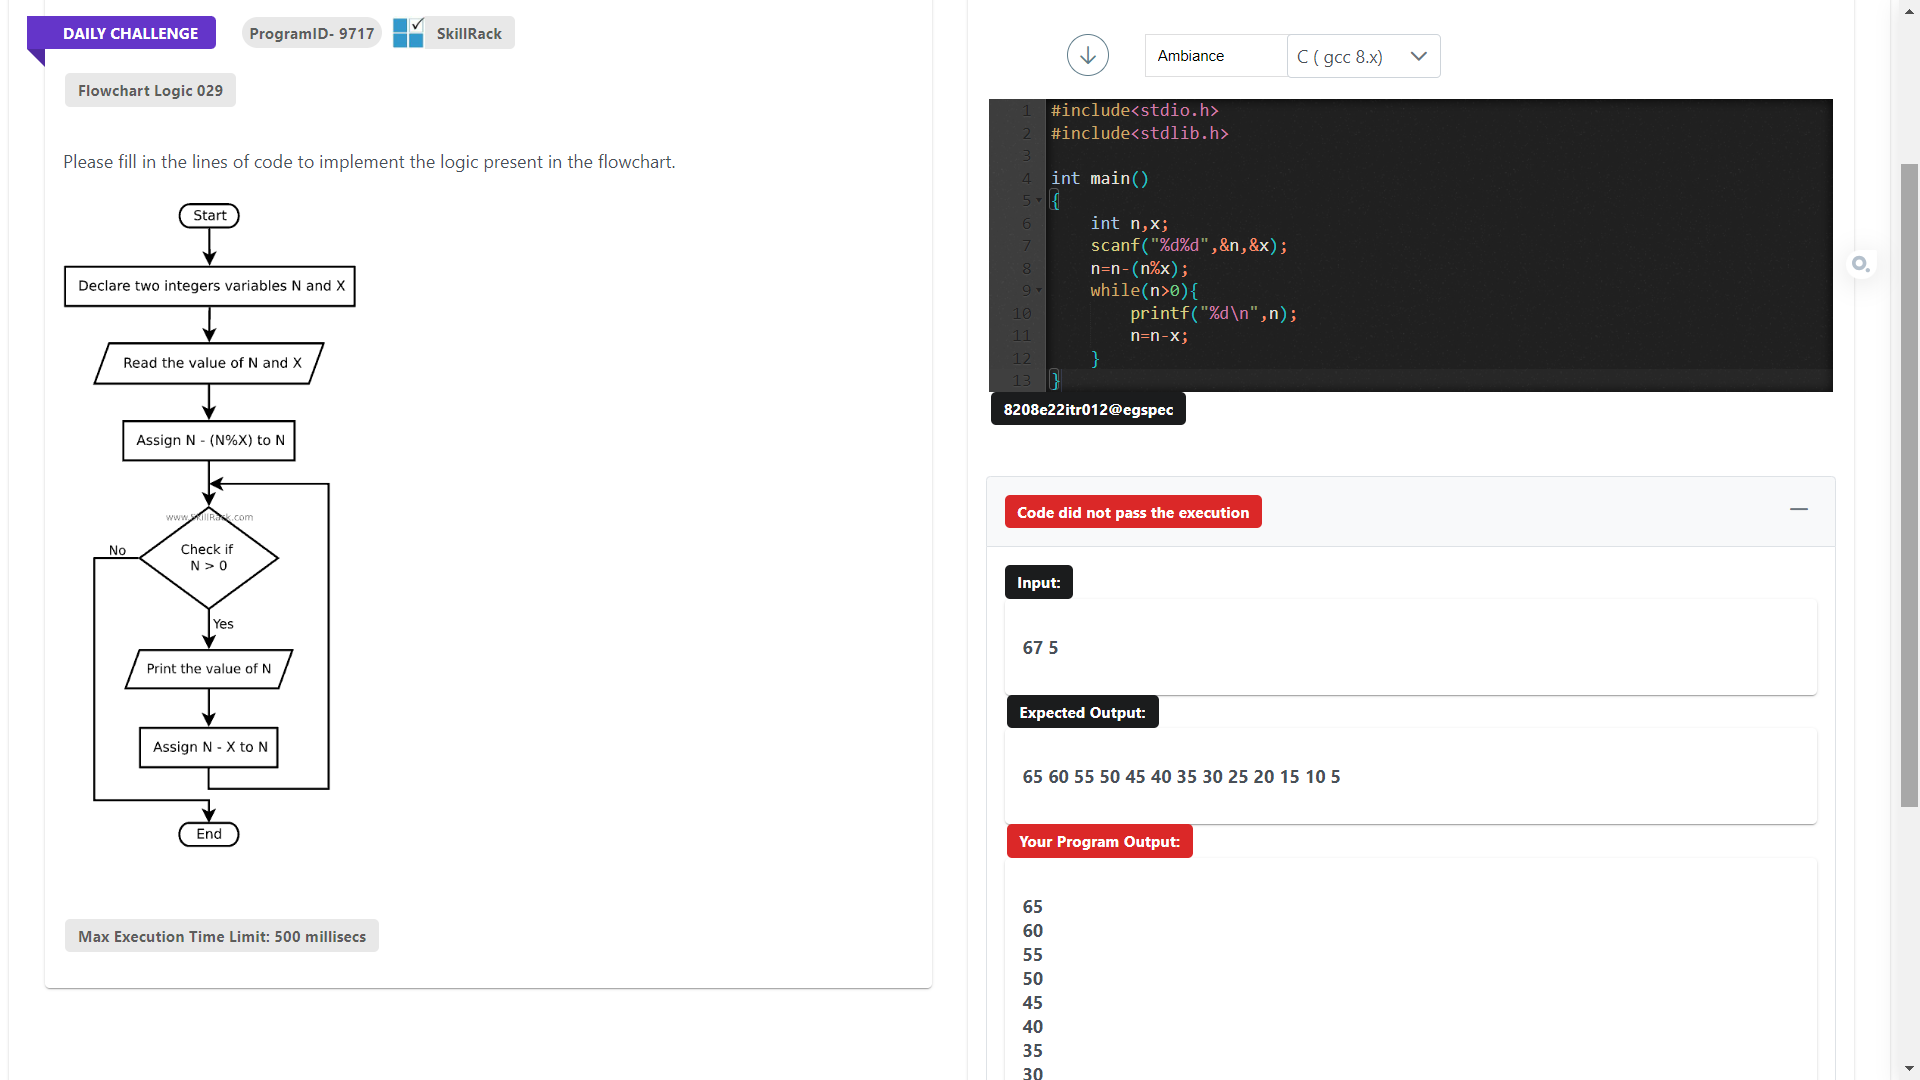 DAILY CHALLENGE
ProgramID- 9717
SkillRack
Flowchart Logic 029
Please fill in the lines of code to implement the logic present in the flowchart.
Start
Declare two integers variables N and X
Read the value of N and X
Assign N - (N%X) to N
www.SkillRack.com
Check if
N > 0
No
Yes
Print the value of N
Assign N - X to N
End
Max Execution Time Limit: 500 millisecs
Ambiance
C ( gcc 8.x)
1 #include<stdio.h>
2 #include<stdlib.h>
3
4 int main()
5 {
6 int n,x;
7 scanf("%d%d",&n,&x);
8 n=n-(n%x);
9 while(n>0){
10 printf("%d\n",n);
11 n=n-x;
12 }
13 }
8208e22itr012@egspec
Code did not pass the execution
Input:
67 5
Expected Output:
65 60 55 50 45 40 35 30 25 20 15 10 5
Your Program Output:
65
60
55
50
45
40
35
30